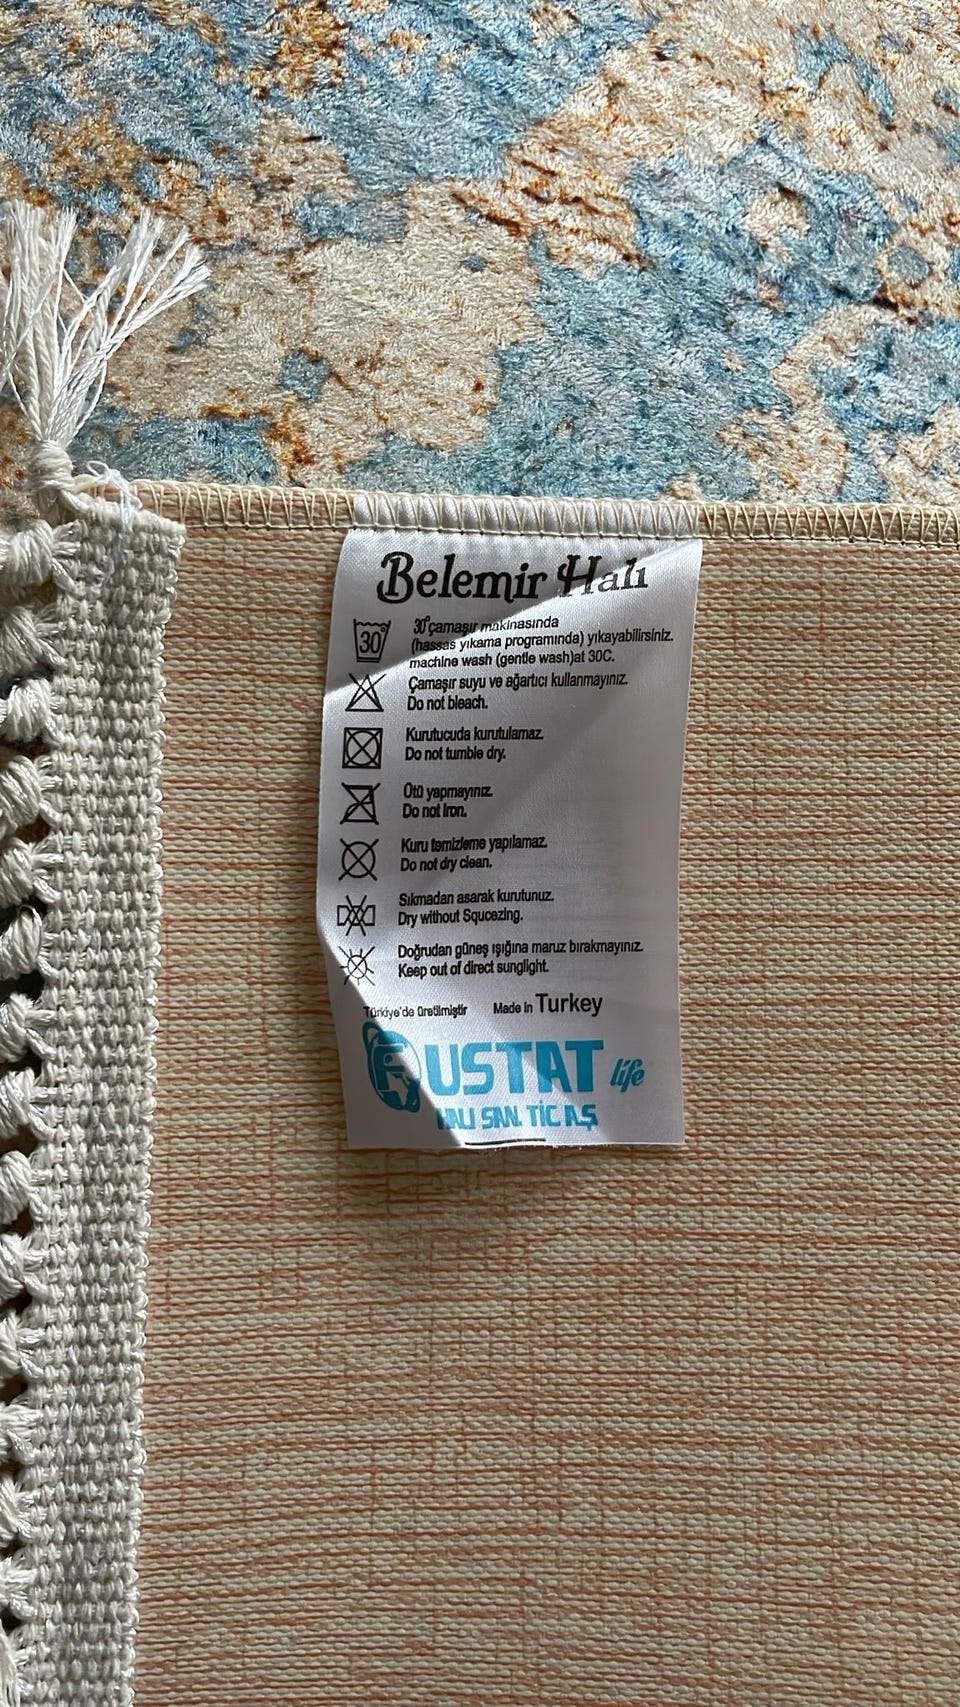 Belemir Halı
30° 30°çamaşır makinasında
(hassas yıkama programında) yıkayabilirsiniz.
machine wash (gentle wash)at 30C.
Çamaşır suyu ve ağartıcı kullanmayınız.
Do not bleach.
Kurutucuda kurutulamaz.
Do not tumble dry.
Ütü yapmayınız.
Do not Iron.
Kuru temizleme yapılamaz.
Do not dry clean.
Sıkmadan asarak kurutunuz.
Dry without Squcezing.
Doğrudan güneş ışığına maruz bırakmayınız.
Keep out of direct sunlight.
Türkiye'de üretilmiştir Made in Turkey
FUSTAT life
HALI SAN. TİC A.Ş